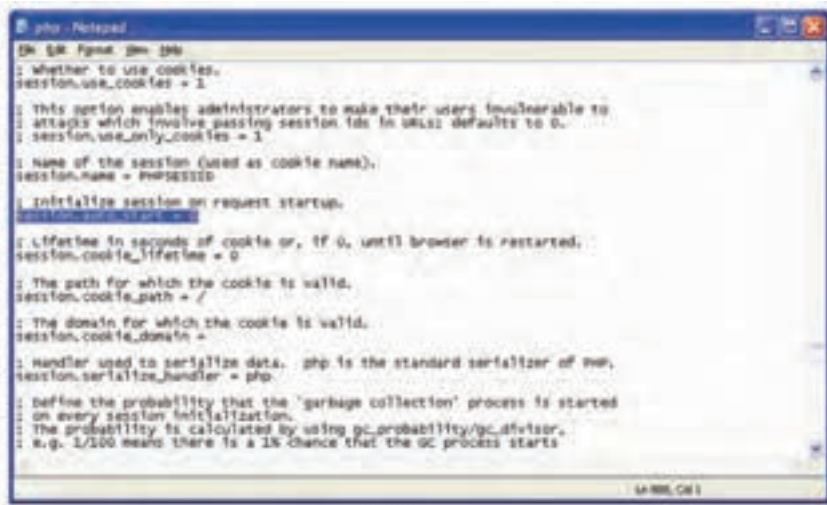 php - Notepad
File Edit Format View Help
; Whether to use cookies.
session.use_cookies = 1
; This option enables administrators to make their users invulnerable to
; attacks which involve passing session ids in URLs; defaults to 0.
; session.use_only_cookies = 1
; Name of the session (used as cookie name).
session.name = PHPSESSID
; Initialize session on request startup.
session.auto_start = 0
; Lifetime in seconds of cookie or, if 0, until browser is restarted.
session.cookie_lifetime = 0
; The path for which the cookie is valid.
session.cookie_path = /
; The domain for which the cookie is valid.
session.cookie_domain =
; Handler used to serialize data. php is the standard serializer of PHP.
session.serialize_handler = php
; Define the probability that the 'garbage collection' process is started
; on every session initialization.
; The probability is calculated by using gc_probability/gc_divisor,
; e.g. 1/100 means there is a 1% chance that the GC process starts
Ln Col 1